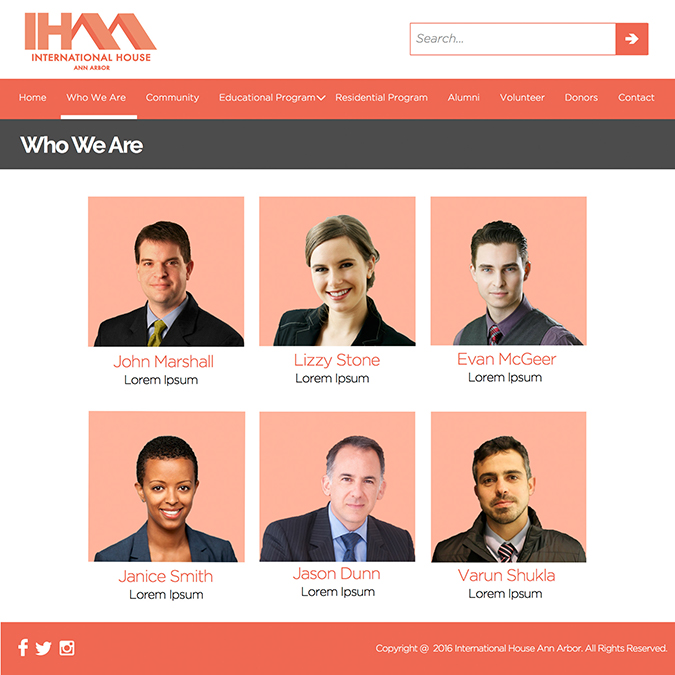 IHAA
INTERNATIONAL HOUSE
ANN ARBOR
Search...
Home Who We Are Community Educational Program Residential Program Alumni Volunteer Donors Contact
Who We Are
John Marshall Lizzy Stone Evan McGeer
Lorem Ipsum Lorem Ipsum Lorem Ipsum
Janice Smith Jason Dunn Varun Shukla
Lorem Ipsum Lorem Ipsum Lorem Ipsum
Copyright @ 2016 International House Ann Arbor. All Rights Reserved.